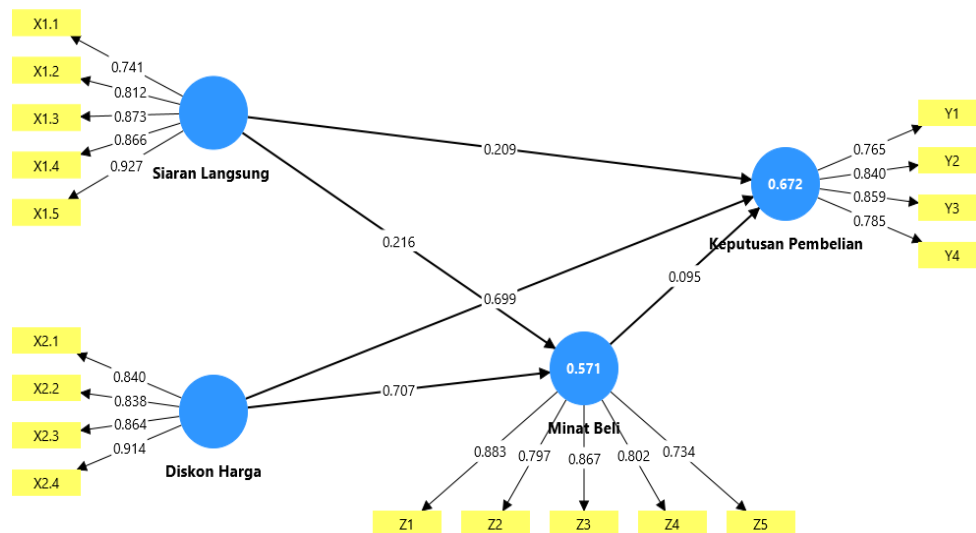 X1.1
0.741
X1.2
0.812
X1.3
0.873
X1.4
0.866
X1.5
0.927
Siaran Langsung
0.209
0.216
Y1
0.765
Y2
0.840
0.672
0.859
Y3
0.785
Y4
Keputusan Pembelian
0.699
0.095
X2.1
0.840
X2.2
0.838
X2.3
0.864
X2.4
0.914
Diskon Harga
0.707
0.571
Minat Beli
0.883
0.797
0.867
0.802
0.734
Z1
Z2
Z3
Z4
Z5